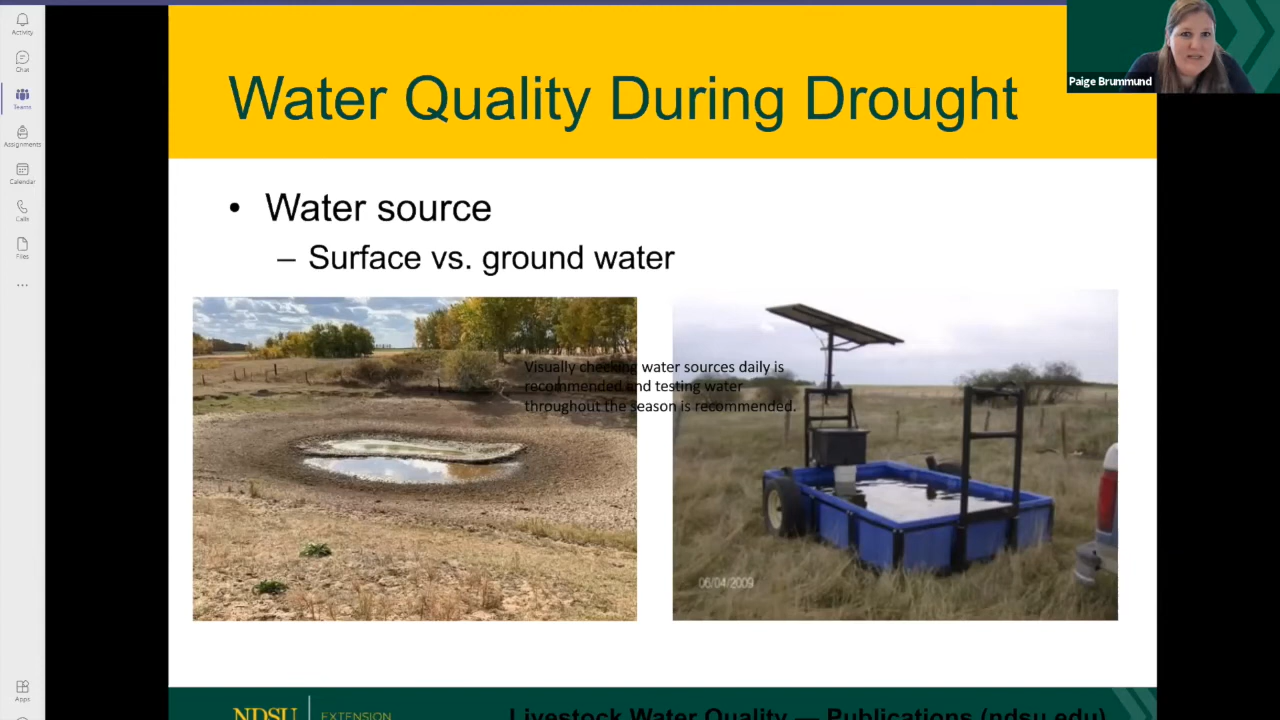 Activity
Chat
Teams
Assignments
Calendar
Calls
Files
Apps
Water Quality During Drought
Paige Brummund
• Water source
– Surface vs. ground water
Visually checking water sources daily is
recommended and testing water
throughout the season is recommended.
06/04/2009
NDSU EXTENSION
Livestock Water Quality — Publications (ndsu.edu)